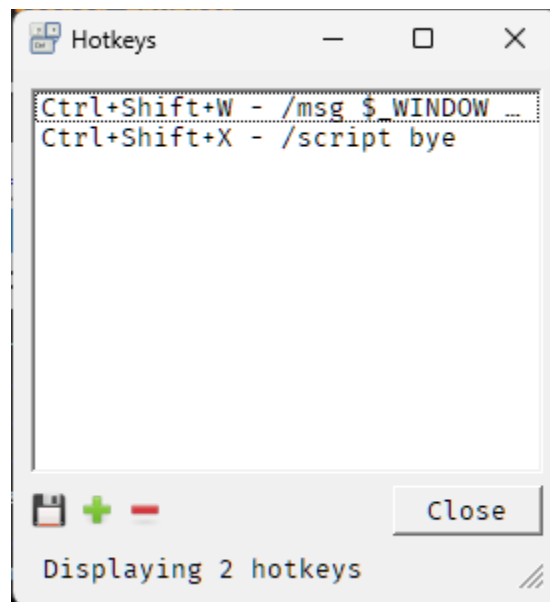 Hotkeys
Ctrl+Shift+W - /msg $_WINDOW …
Ctrl+Shift+X - /script bye
Close
Displaying 2 hotkeys